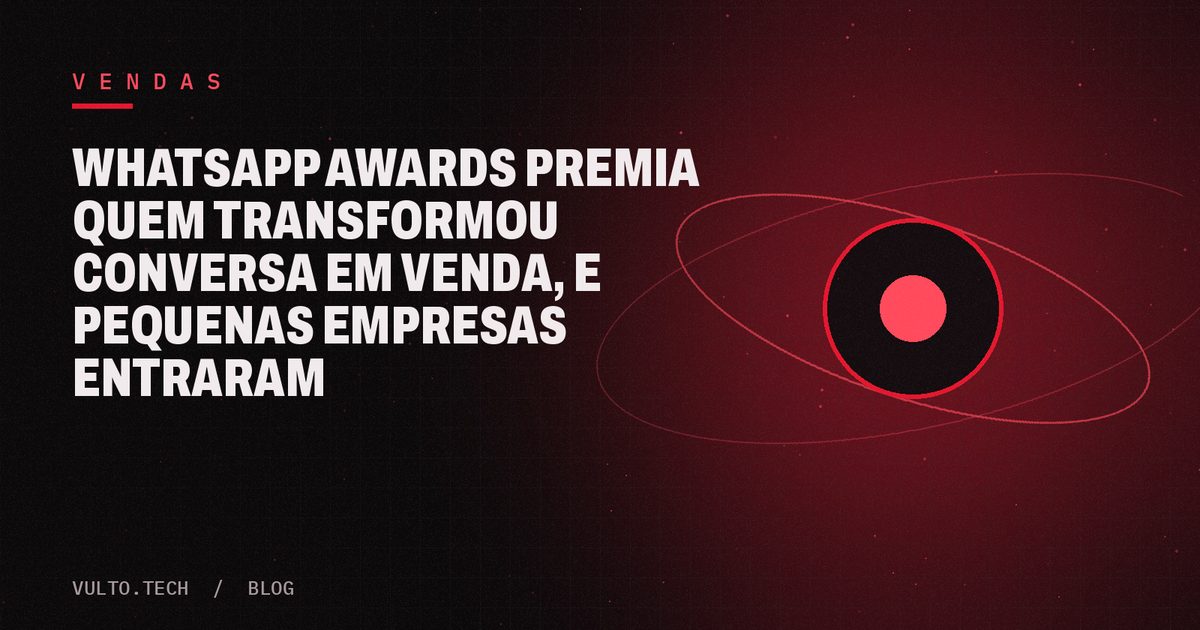 VENDAS
WHATSAPP AWARDS PREMIA
QUEM TRANSFORMOU
CONVERSA EM VENDA, E
PEQUENAS EMPRESAS
ENTRARAM
VULTO.TECH / BLOG